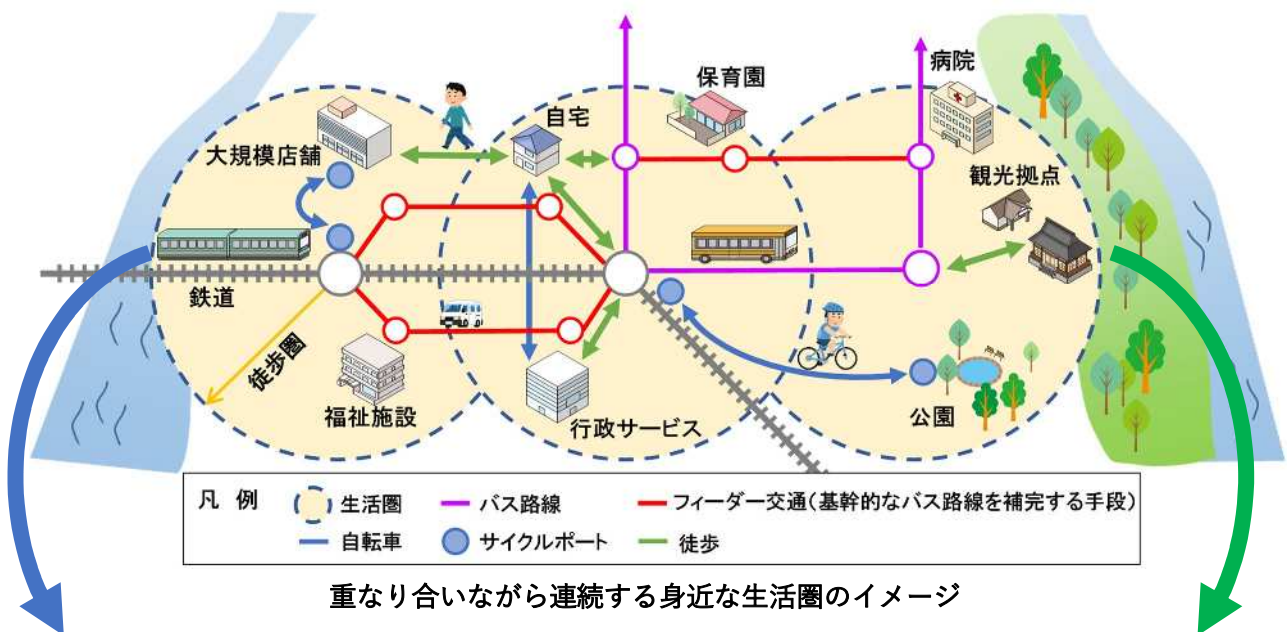 病院
保育園
自宅
大規模店舗
観光拠点
鉄道
徒歩圏
福祉施設
行政サービス
公園
凡 例
生活圏
バス路線
フィーダー交通(基幹的なバス路線を補完する手段)
自転車
サイクルポート
徒歩
重なり合いながら連続する身近な生活圏のイメージ